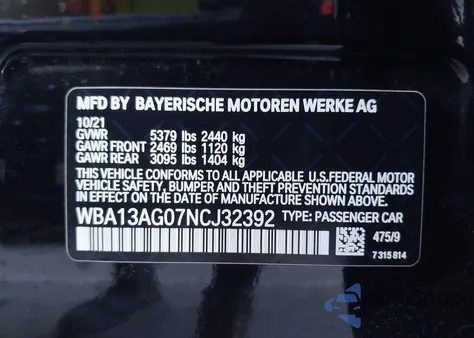 MFD BY BAYERISCHE MOTOREN WERKE AG
10/21
GVWR 5379 lbs 2440 kg
GAWR FRONT 2469 lbs 1120 kg
GAWR REAR 3095 lbs 1404 kg
THIS VEHICLE CONFORMS TO ALL APPLICABLE U.S.FEDERAL MOTOR
VEHICLE SAFETY, BUMPER AND THEFT PREVENTION STANDARDS
IN EFFECT ON THE DATE OF MANUFACTURE SHOWN ABOVE.
WBA13AG07NCJ32392 TYPE: PASSENGER CAR
475/9
7 315 814